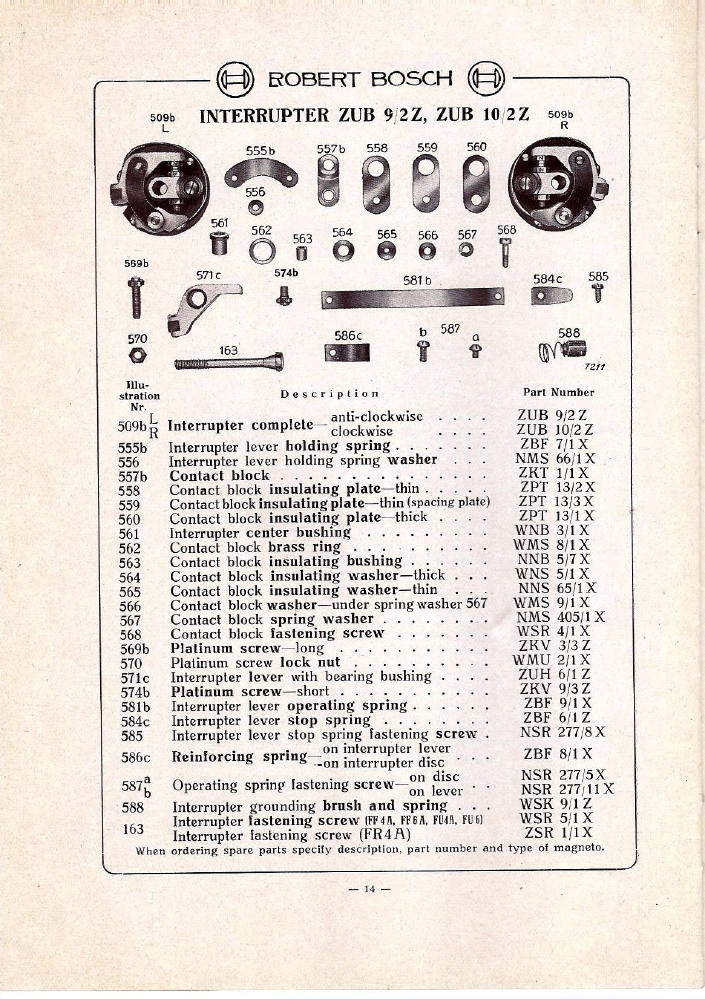 ROBERT BOSCH
INTERRUPTER ZUB 9/2 Z, ZUB 10/2 Z
509b
L
509b
R
555b 557b 558 559 560
556
561 562 563 564 565 566 567 568
569b 571c 574b 581b 584c 585
570 163 586c b 587 a 588
7211
Illu-
stration
Nr.
Description
Part Number
509b L Interrupter complete— anti-clockwise . . . . ZUB 9/2 Z
R clockwise . . . . ZUB 10/2 Z
555b Interrupter lever holding spring . . . . . . . ZBF 7/1 X
556 Interrupter lever holding spring washer . . . NMS 66/1 X
557b Contact block . . . . . . . . . . . . . . . ZKT 1/1 X
558 Contact block insulating plate—thin . . . . . ZPT 13/2 X
559 Contact block insulating plate—thin (spacing plate) ZPT 13/3 X
560 Contact block insulating plate—thick . . . . ZPT 13/1 X
561 Interrupter center bushing . . . . . . . . . WNB 3/1 X
562 Contact block brass ring . . . . . . . . . . WMS 8/1 X
563 Contact block insulating bushing . . . . . . NNB 5/7 X
564 Contact block insulating washer—thick . . . WNS 5/1 X
565 Contact block insulating washer—thin . . . NNS 65/1 X
566 Contact block washer—under spring washer 567 WMS 9/1 X
567 Contact block spring washer . . . . . . . . NMS 405/1 X
568 Contact block fastening screw . . . . . . . WSR 4/1 X
569b Platinum screw—long . . . . . . . . . . . ZKV 3/3 Z
570 Platinum screw lock nut . . . . . . . . . . WMU 2/1 X
571c Interrupter lever with bearing bushing . . . . ZUH 6/1 Z
574b Platinum screw—short . . . . . . . . . . . ZKV 9/3 Z
581b Interrupter lever operating spring . . . . . . ZBF 9/1 X
584c Interrupter lever stop spring . . . . . . . . ZBF 6/1 Z
585 Interrupter lever stop spring fastening screw . NSR 277/8 X
586c Reinforcing spring— on interrupter lever . . . ZBF 8/1 X
-on interrupter disc
587 a Operating spring fastening screw— on disc . . NSR 277/5 X
b on lever NSR 277/11 X
588 Interrupter grounding brush and spring . . . WSK 9/1 Z
163 Interrupter fastening screw (FF 4 A, FF 6 A, FU 4 A, FU 6) WSR 5/1 X
Interrupter fastening screw (FR 4 A) ZSR 1/1 X
When ordering spare parts specify description, part number and type of magneto.
— 14 —